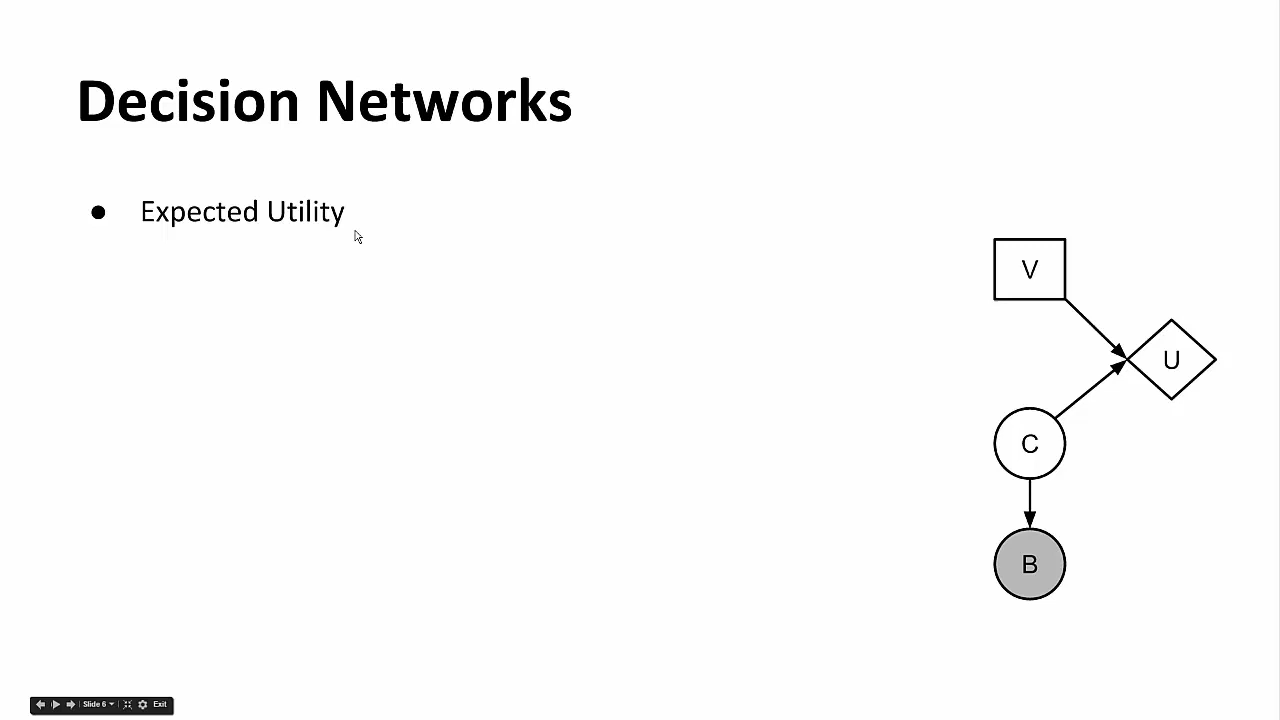 Decision Networks
● Expected Utility
V
U
C
B
Slide 6
Exit